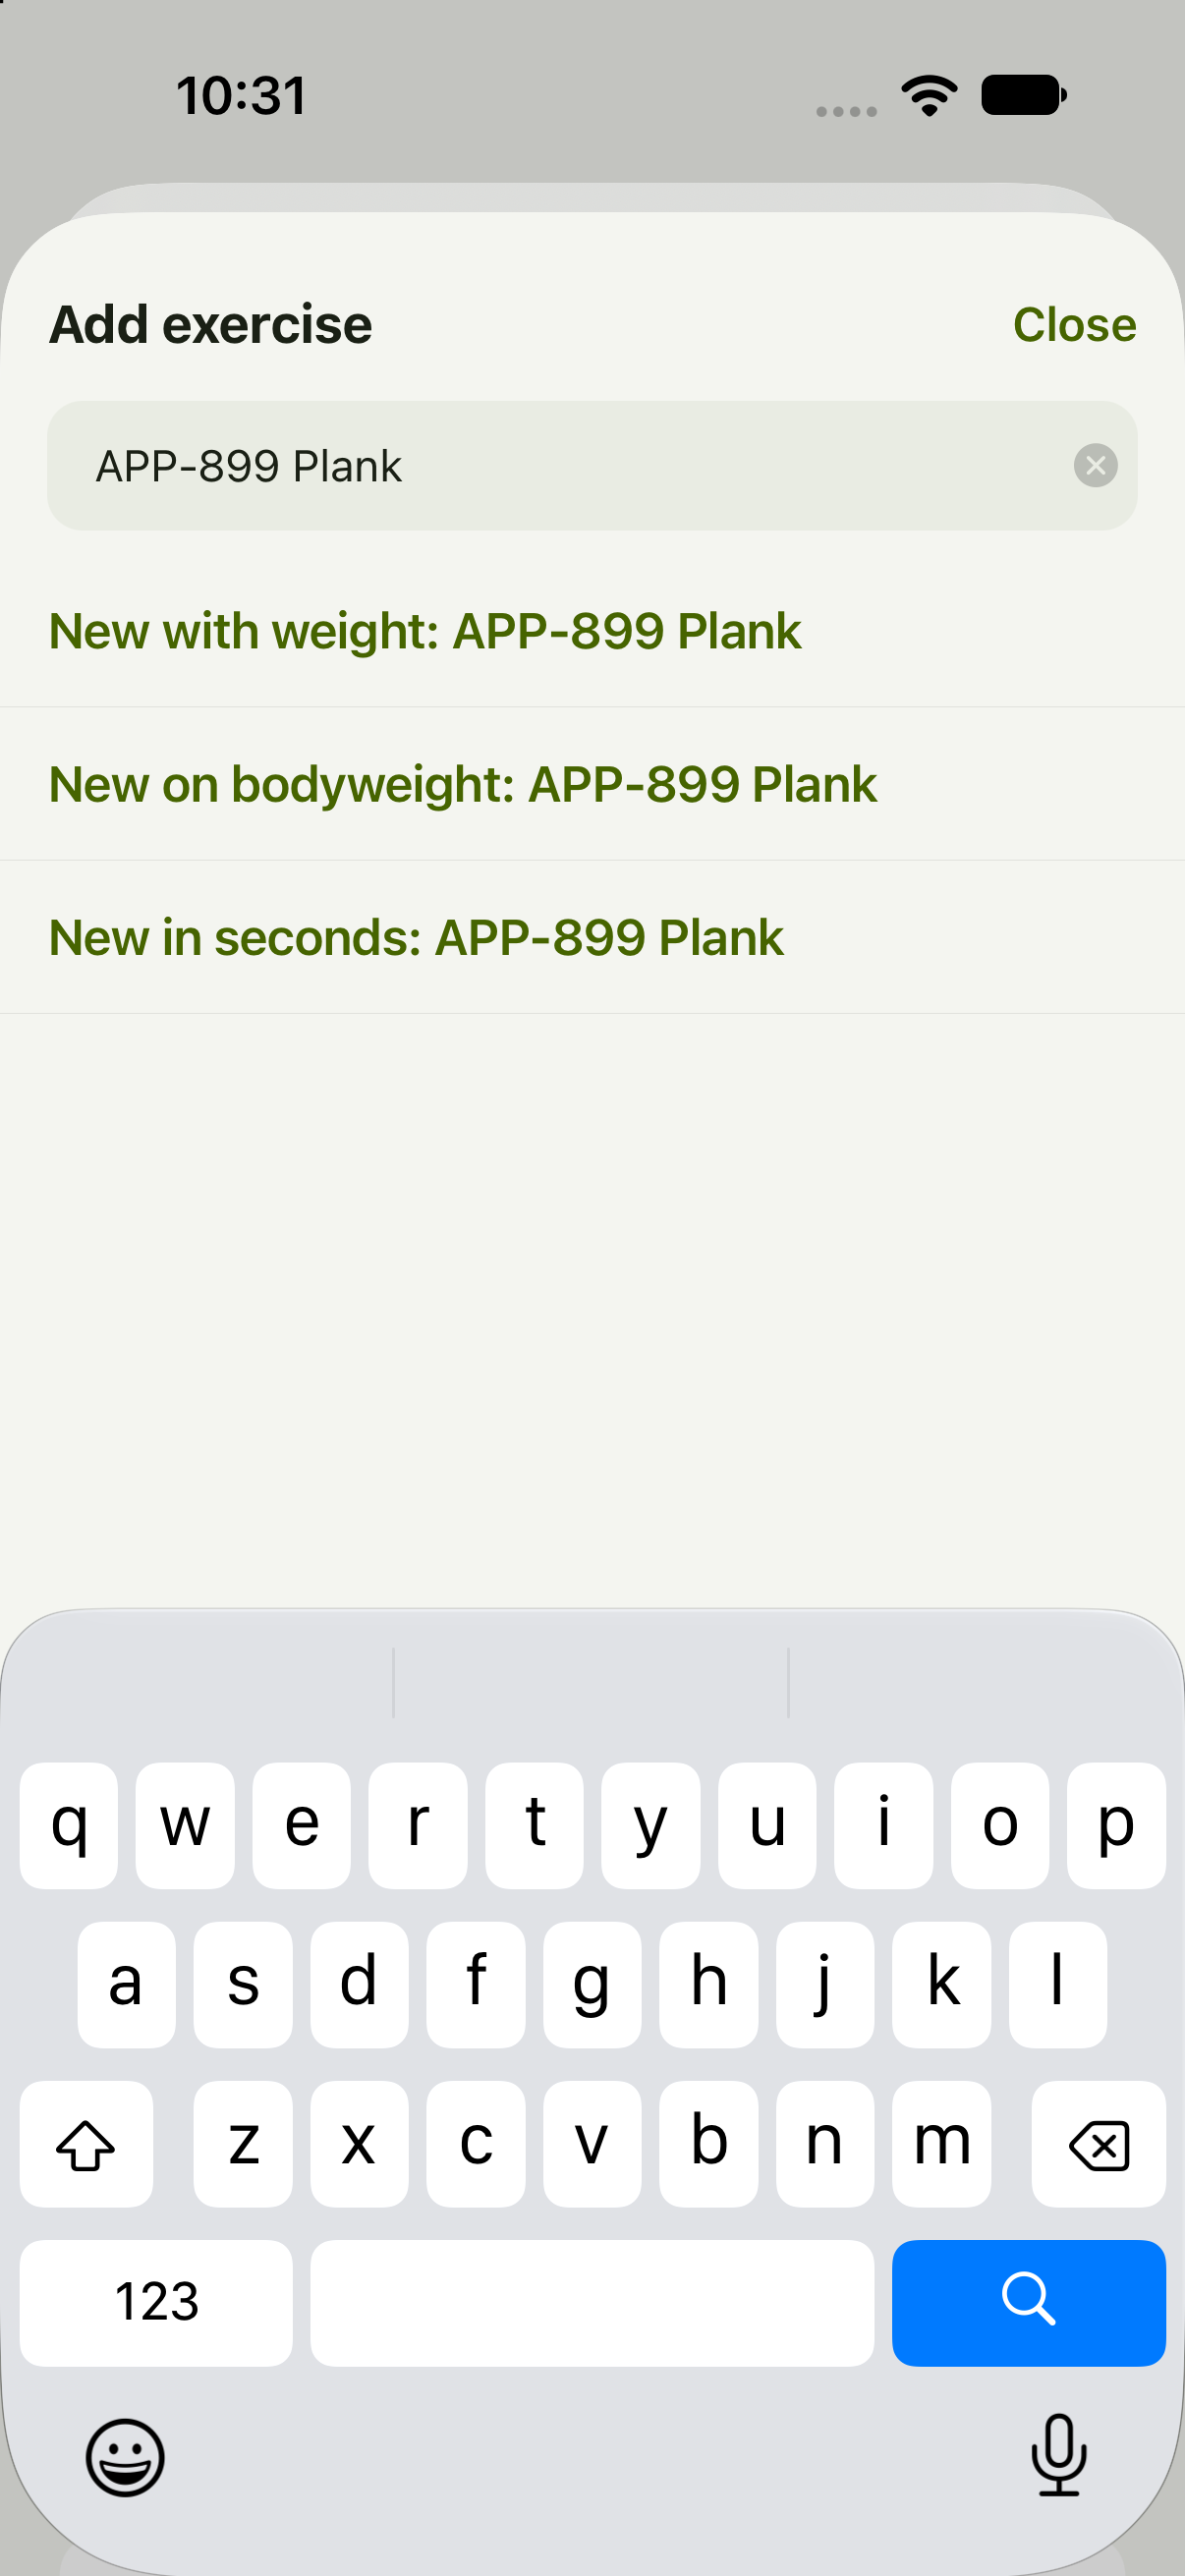 10:31
Add exercise
Close
APP-899 Plank
New with weight: APP-899 Plank
New on bodyweight: APP-899 Plank
New in seconds: APP-899 Plank
q w e r t y u i o p
a s d f g h j k l
z x c v b n m
123